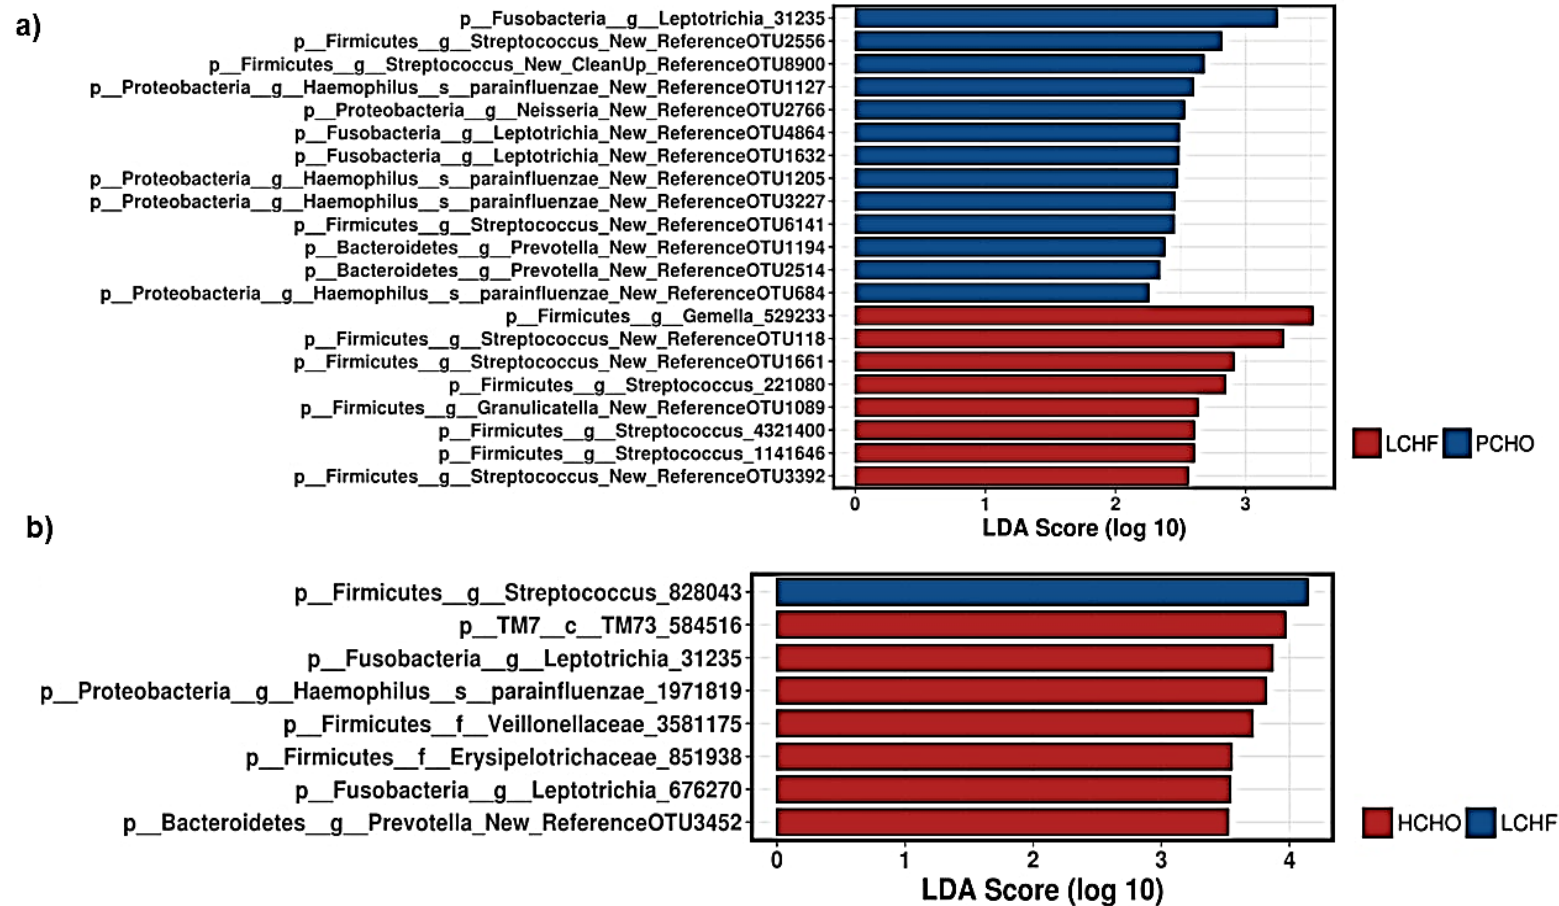 a)
p__Fusobacteria__g__Leptotrichia_31235
p__Firmicutes__g__Streptococcus_New_ReferenceOTU2556
p__Firmicutes__g__Streptococcus_New_CleanUp_ReferenceOTU8900
p__Proteobacteria__g__Haemophilus__s__parainfluenzae_New_ReferenceOTU1127
p__Proteobacteria__g__Neisseria_New_ReferenceOTU2766
p__Fusobacteria__g__Leptotrichia_New_ReferenceOTU4864
p__Fusobacteria__g__Leptotrichia_New_ReferenceOTU1632
p__Proteobacteria__g__Haemophilus__s__parainfluenzae_New_ReferenceOTU1205
p__Proteobacteria__g__Haemophilus__s__parainfluenzae_New_ReferenceOTU3227
p__Firmicutes__g__Streptococcus_New_ReferenceOTU6141
p__Bacteroidetes__g__Prevotella_New_ReferenceOTU1194
p__Bacteroidetes__g__Prevotella_New_ReferenceOTU2514
p__Proteobacteria__g__Haemophilus__s__parainfluenzae_New_ReferenceOTU684
p__Firmicutes__g__Gemella_529233
p__Firmicutes__g__Streptococcus_New_ReferenceOTU118
p__Firmicutes__g__Streptococcus_New_ReferenceOTU1661
p__Firmicutes__g__Streptococcus_221080
p__Firmicutes__g__Granulicatella_New_ReferenceOTU1089
p__Firmicutes__g__Streptococcus_4321400
p__Firmicutes__g__Streptococcus_1141646
p__Firmicutes__g__Streptococcus_New_ReferenceOTU3392
0 1 2 3
LDA Score (log 10)
LCHF PCHO
b)
p__Firmicutes__g__Streptococcus_828043
p__TM7__c__TM73_584516
p__Fusobacteria__g__Leptotrichia_31235
p__Proteobacteria__g__Haemophilus__s__parainfluenzae_1971819
p__Firmicutes__f__Veillonellaceae_3581175
p__Firmicutes__f__Erysipelotrichaceae_851938
p__Fusobacteria__g__Leptotrichia_676270
p__Bacteroidetes__g__Prevotella_New_ReferenceOTU3452
0 1 2 3 4
LDA Score (log 10)
HCHO LCHF